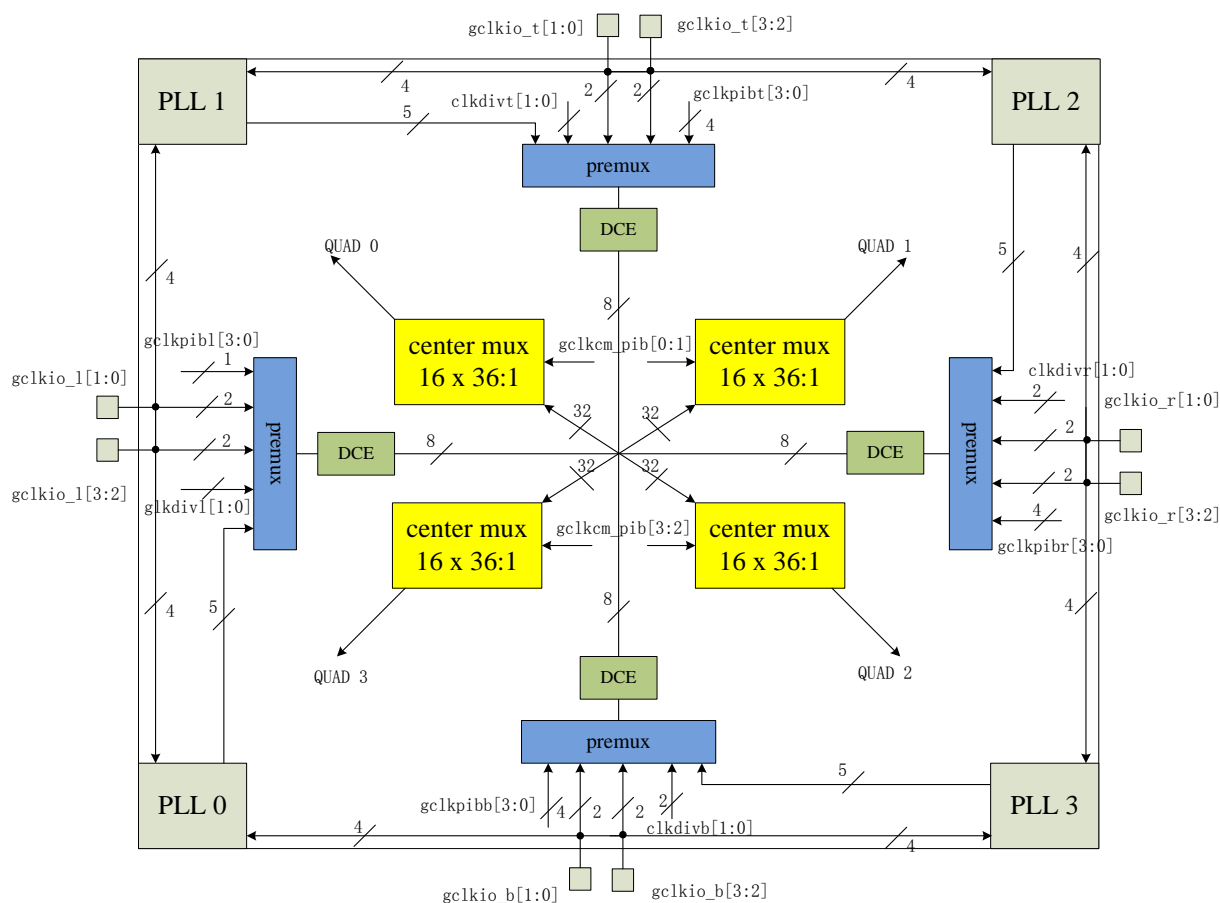 gclkio_t[1:0]
gclkio_t[3:2]
PLL 1
4
2
2
4
PLL 2
clkdivt[1:0]
gclkpibt[3:0]
5
4
premux
DCE
QUAD 0
QUAD 1
4
5
4
8
center mux
16 x 36:1
gclkcm_pib[0:1]
center mux
16 x 36:1
gclkpibl[3:0]
1
clkdivr[1:0]
gclkio_l[1:0]
2
2
gclkio_r[1:0]
32
32
premux
DCE
8
8
DCE
premux
2
2
gclkio_l[3:2]
glkdivl[1:0]
32
32
2
4
gclkio_r[3:2]
gclkpibr[3:0]
center mux
16 x 36:1
gclkcm_pib[3:2]
center mux
16 x 36:1
4
5
8
4
QUAD 3
DCE
QUAD 2
premux
5
PLL 0
gclkpibb[3:0]
4
2
2
2
clkdivb[1:0]
PLL 3
4
4
gclkio b[1:0]
gclkio_b[3:2]